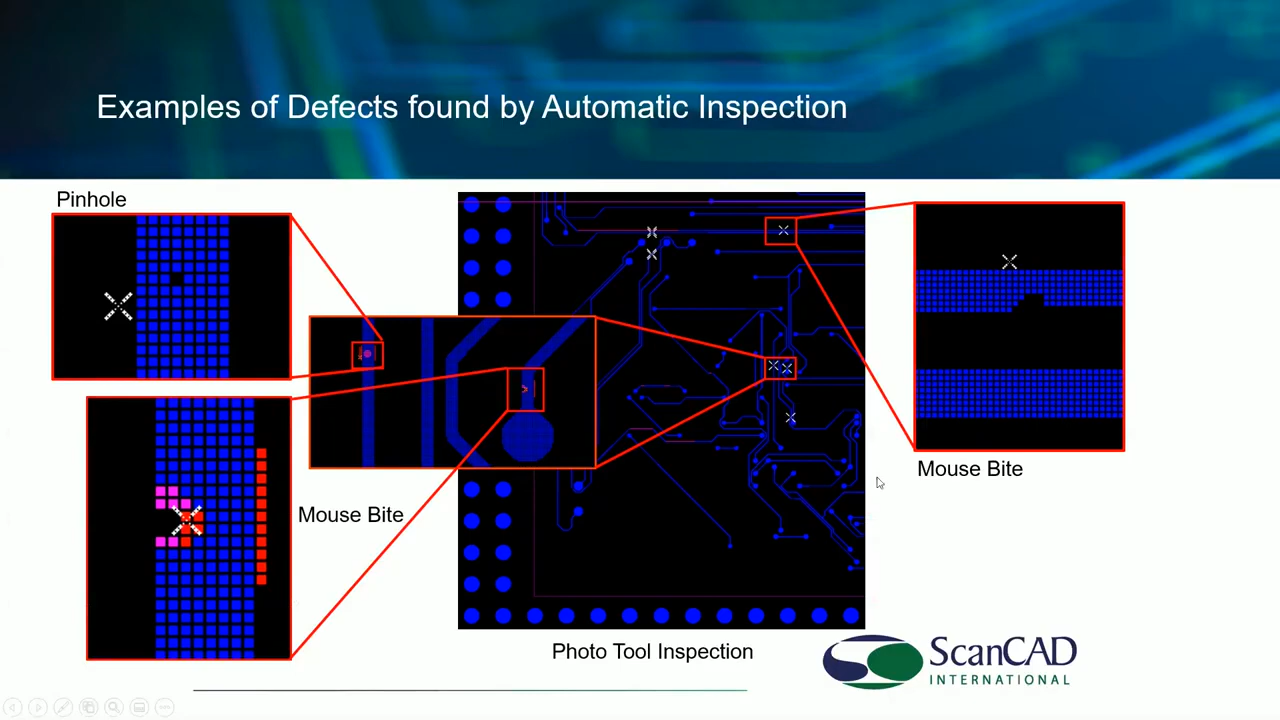 Examples of Defects found by Automatic Inspection
Pinhole
Mouse Bite
Mouse Bite
Photo Tool Inspection
ScanCAD
INTERNATIONAL